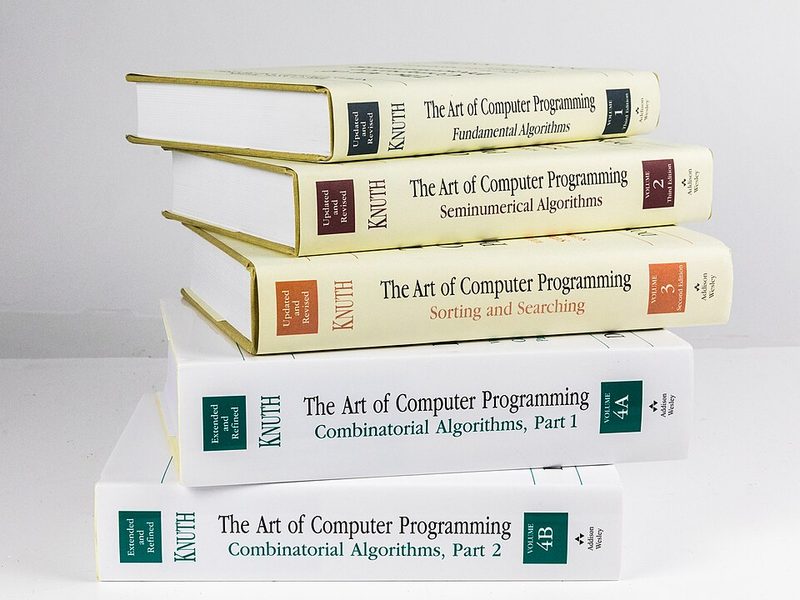 Updated
and
Revised
KNUTH
The Art of Computer Programming
Fundamental Algorithms
VOLUME
1
Third Edition
Addison
Wesley
Updated
and
Revised
KNUTH
The Art of Computer Programming
Seminumerical Algorithms
VOLUME
2
Third Edition
Addison
Wesley
Updated
and
Revised
KNUTH
The Art of Computer Programming
Sorting and Searching
VOLUME
3
Second Edition
Addison
Wesley
Extended
and
Refined
KNUTH
The Art of Computer Programming
Combinatorial Algorithms, Part 1
VOLUME
4A
Addison
Wesley
Extended
and
Refined
KNUTH
The Art of Computer Programming
Combinatorial Algorithms, Part 2
VOLUME
4B
Addison
Wesley